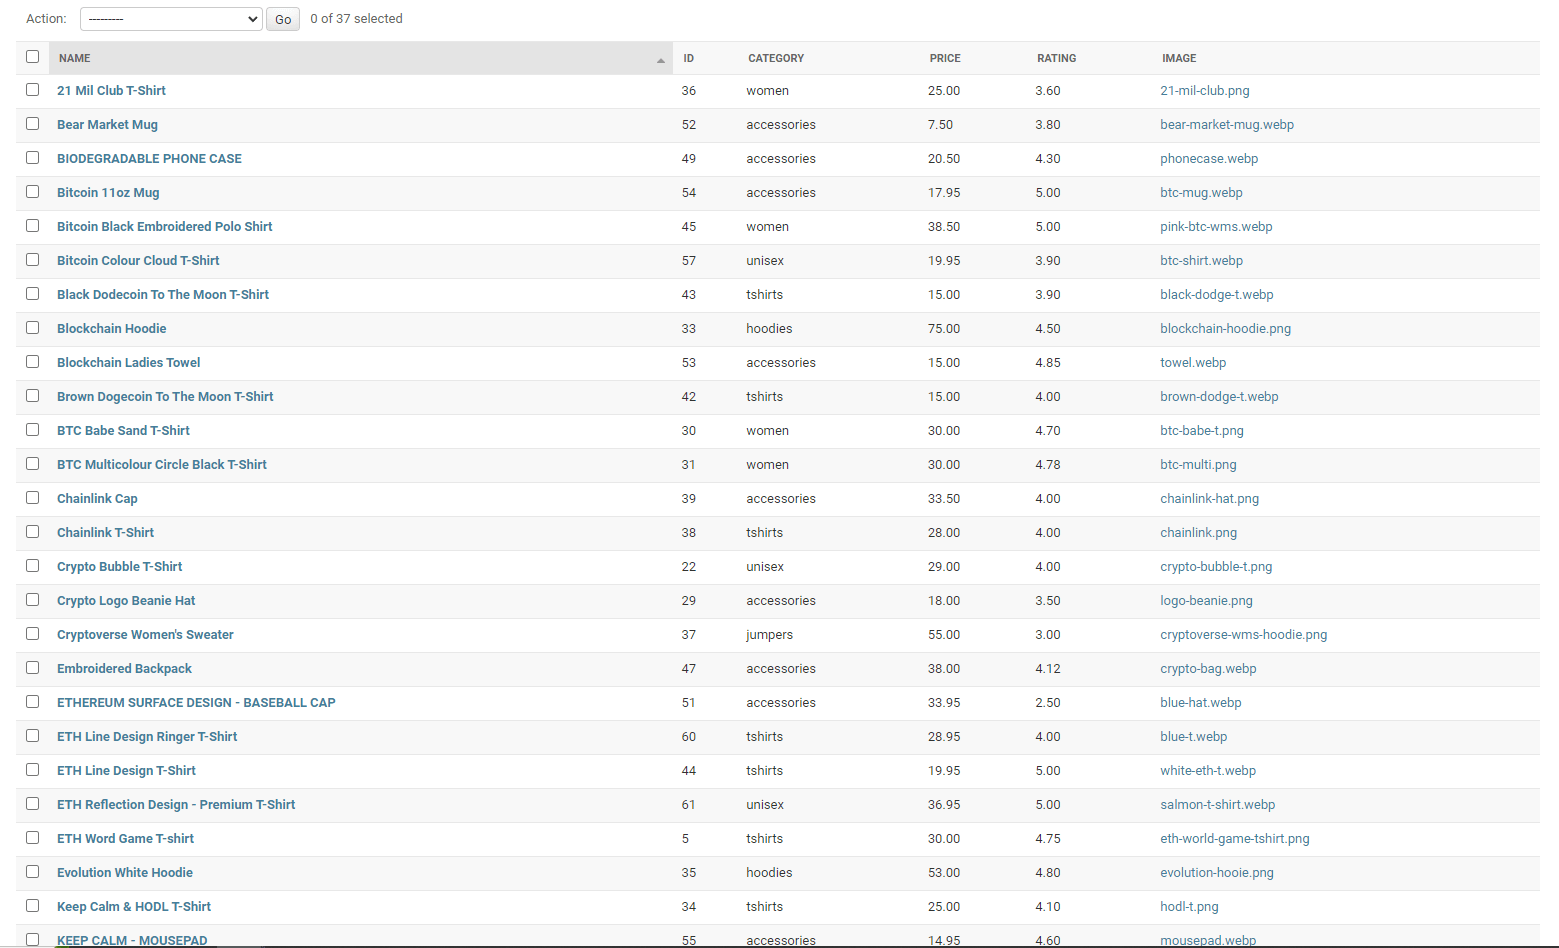 Action: --------- Go 0 of 37 selected
NAME ID CATEGORY PRICE RATING IMAGE
21 Mil Club T-Shirt 36 women 25.00 3.60 21-mil-club.png
Bear Market Mug 52 accessories 7.50 3.80 bear-market-mug.webp
BIODEGRADABLE PHONE CASE 49 accessories 20.50 4.30 phonecase.webp
Bitcoin 11oz Mug 54 accessories 17.95 5.00 btc-mug.webp
Bitcoin Black Embroidered Polo Shirt 45 women 38.50 5.00 pink-btc-wms.webp
Bitcoin Colour Cloud T-Shirt 57 unisex 19.95 3.90 btc-shirt.webp
Black Dodecoin To The Moon T-Shirt 43 tshirts 15.00 3.90 black-dodge-t.webp
Blockchain Hoodie 33 hoodies 75.00 4.50 blockchain-hoodie.png
Blockchain Ladies Towel 53 accessories 15.00 4.85 towel.webp
Brown Dogecoin To The Moon T-Shirt 42 tshirts 15.00 4.00 brown-dodge-t.webp
BTC Babe Sand T-Shirt 30 women 30.00 4.70 btc-babe-t.png
BTC Multicolour Circle Black T-Shirt 31 women 30.00 4.78 btc-multi.png
Chainlink Cap 39 accessories 33.50 4.00 chainlink-hat.png
Chainlink T-Shirt 38 tshirts 28.00 4.00 chainlink.png
Crypto Bubble T-Shirt 22 unisex 29.00 4.00 crypto-bubble-t.png
Crypto Logo Beanie Hat 29 accessories 18.00 3.50 logo-beanie.png
Cryptoverse Women's Sweater 37 jumpers 55.00 3.00 cryptoverse-wms-hoodie.png
Embroidered Backpack 47 accessories 38.00 4.12 crypto-bag.webp
ETHEREUM SURFACE DESIGN - BASEBALL CAP 51 accessories 33.95 2.50 blue-hat.webp
ETH Line Design Ringer T-Shirt 60 tshirts 28.95 4.00 blue-t.webp
ETH Line Design T-Shirt 44 tshirts 19.95 5.00 white-eth-t.webp
ETH Reflection Design - Premium T-Shirt 61 unisex 36.95 5.00 salmon-t-shirt.webp
ETH Word Game T-shirt 5 tshirts 30.00 4.75 eth-world-game-tshirt.png
Evolution White Hoodie 35 hoodies 53.00 4.80 evolution-hooie.png
Keep Calm & HODL T-Shirt 34 tshirts 25.00 4.10 hodl-t.png
KEEP CALM - MOUSEPAD 55 accessories 14.95 4.60 mousepad.webp